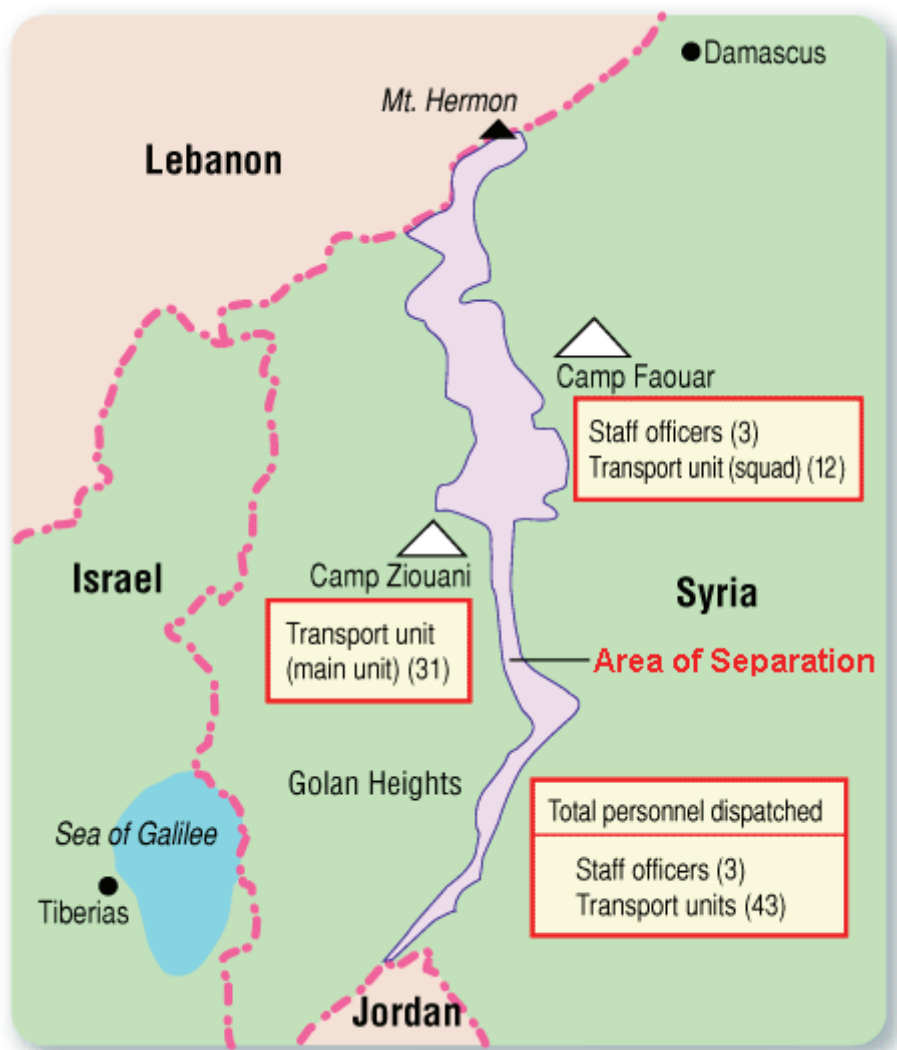 Damascus
Mt. Hermon
Lebanon
Camp Faouar
Staff officers (3)
Transport unit (squad) (12)
Camp Ziouani
Israel
Syria
Transport unit
(main unit) (31)
Area of Separation
Golan Heights
Total personnel dispatched
Staff officers (3)
Transport units (43)
Sea of Galilee
Tiberias
Jordan